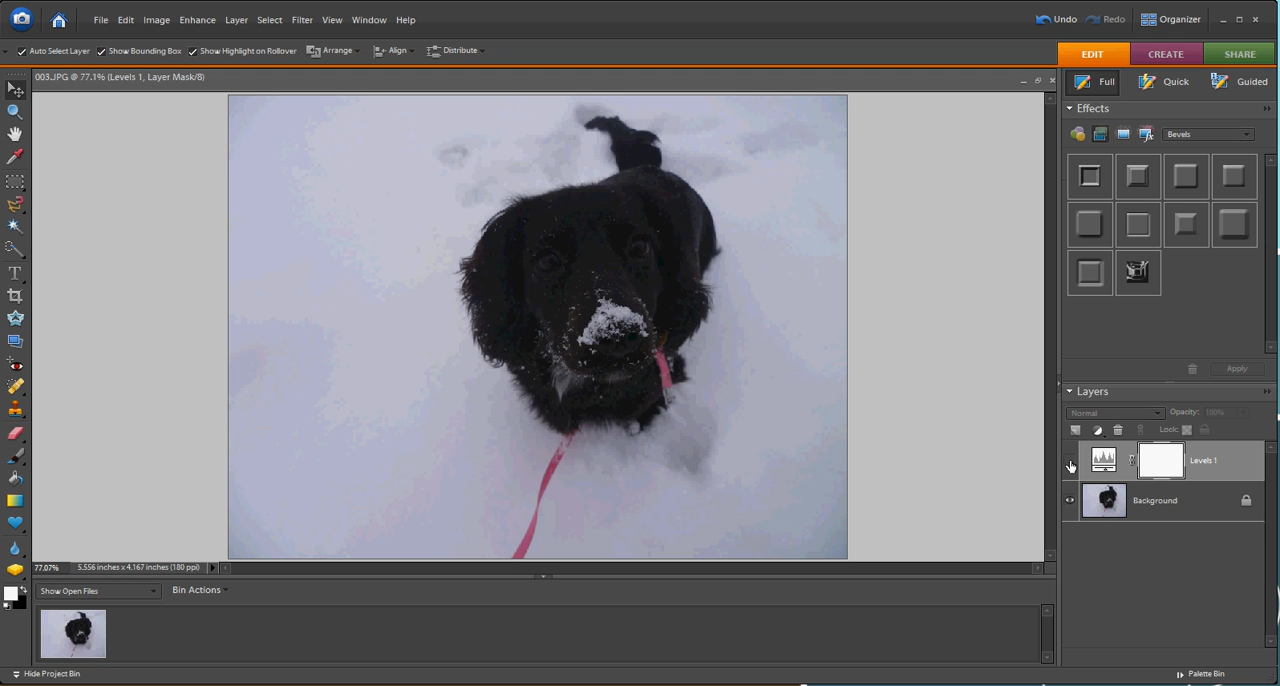 File Edit Image Enhance Layer Select Filter View Window Help Undo Redo Organizer
Auto Select Layer Show Bounding Box Show Highlight on Rollover Arrange Align Distribute
EDIT CREATE SHARE
003.JPG @ 77.1% (Levels 1, Layer Mask/8)
Full Quick Guided
Effects
Bevels
Apply
Layers
Normal Opacity: 100%
Lock:
Levels 1
Background
77.07% 5.556 inches x 4.167 inches (180 ppi)
Show Open Files Bin Actions
Hide Project Bin Palette Bin